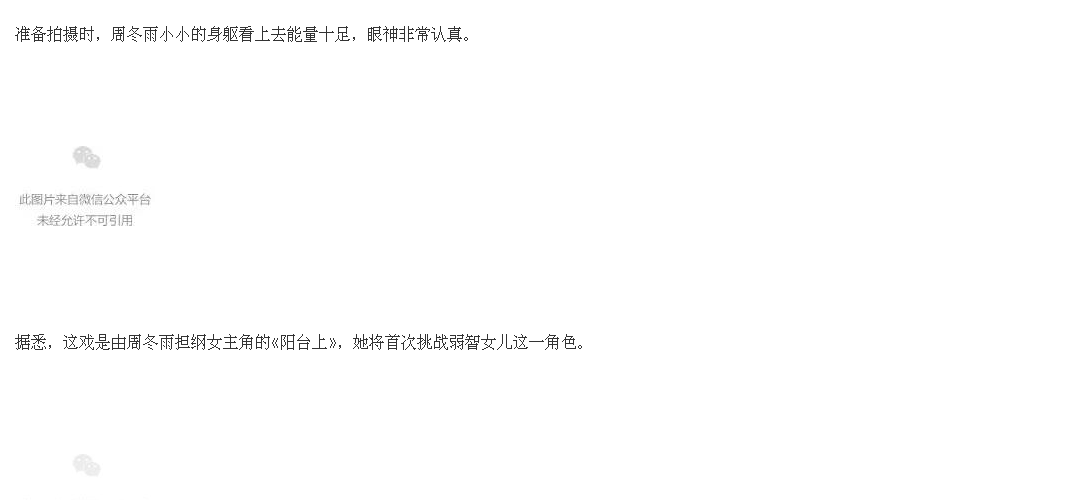 准备拍摄时，周冬雨小小的身躯看上去能量十足，眼神非常认真。
此图片来自微信公众平台
未经允许不可引用
据悉，这戏是由周冬雨担纲女主角的《阳台上》，她将首次挑战弱智女儿这一角色。